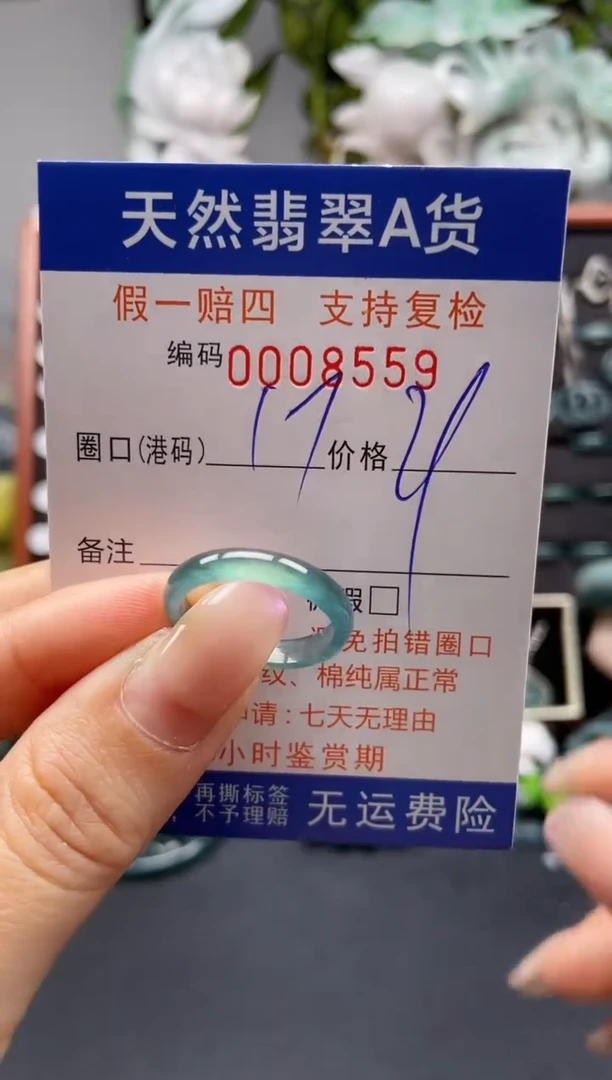 天然翡翠A货
假一赔四 支持复检
编码0008559
圈口(港码) 17 价格
备注
免拍错圈口
纹、棉纯属正常
请:七天无理由
小时鉴赏期
再撕标签
不予理赔
无运费险